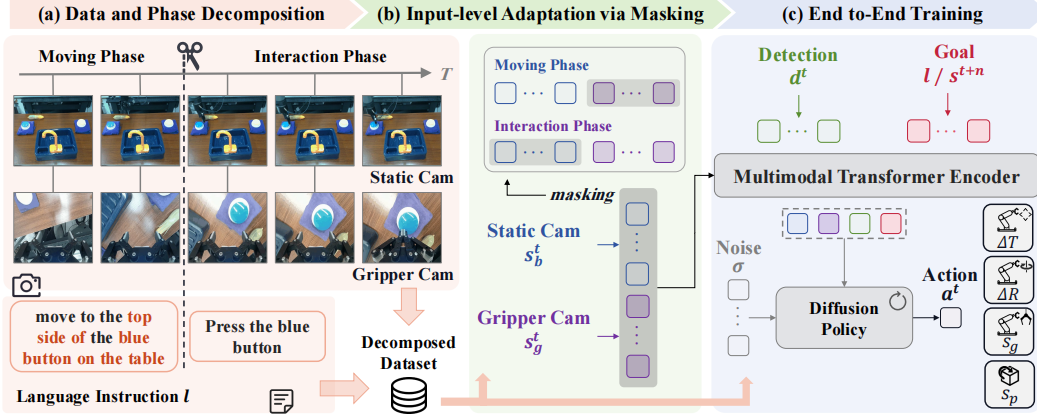 (a) Data and Phase Decomposition
(b) Input-level Adaptation via Masking
(c) End to-End Training
Moving Phase
Interaction Phase
T
Static Cam
Gripper Cam
move to the top
side of the blue
button on the table
Press the blue
button
Language Instruction l
Decomposed
Dataset
Moving Phase
Interaction Phase
masking
Static Cam
s_b^t
Gripper Cam
s_g^t
Detection
d^t
Goal
l / s^{t+n}
Multimodal Transformer Encoder
Noise
σ
Diffusion
Policy
Action
a^t
ΔT
ΔR
s_g
s_p